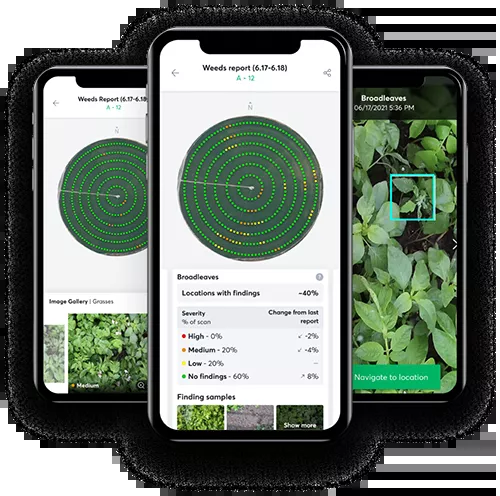 Weeds Report (6.17-6.18)
A - 12
N
Image Gallery | Grasses
Medium
Weeds report (6.17-6.18)
A - 12
N
Broadleaves
?
Locations with findings ~40%
Severity
% of scan
Change from last
report
High - 0% ↙ -2%
Medium - 20% ↙ -4%
Low - 20% --
No findings - 60% ↗ 8%
Finding samples
Show more
Broadleaves
06/17/2021 5:36 PM
Navigate to location